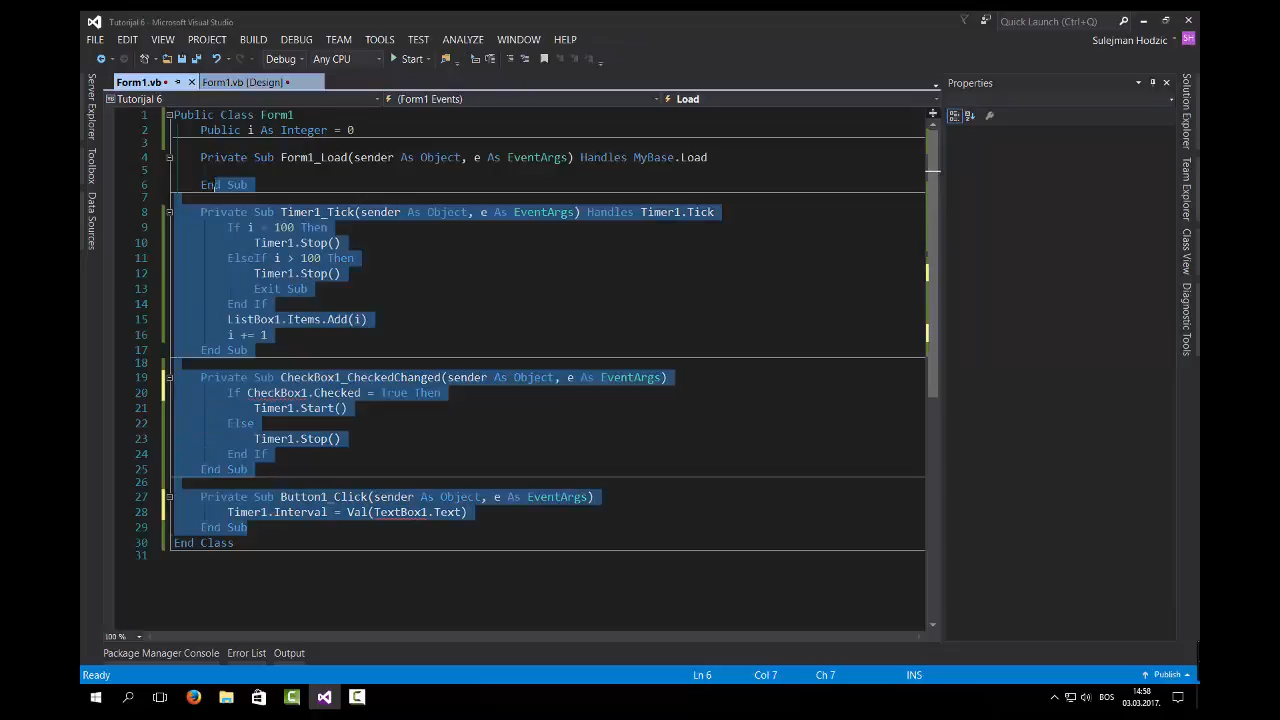 Tutorijal 6 - Microsoft Visual Studio
Quick Launch (Ctrl+Q)
FILE EDIT VIEW PROJECT BUILD DEBUG TEAM TOOLS TEST ANALYZE WINDOW HELP
Sulejman Hodzic SH
Debug Any CPU Start
Form1.vb Form1.vb [Design]
Properties
Tutorijal 6 (Form1 Events) Load
Server Explorer
Toolbox
Data Sources
1 Public Class Form1
2 Public i As Integer = 0
3
4 Private Sub Form1_Load(sender As Object, e As EventArgs) Handles MyBase.Load
5
6 End Sub
7
8 Private Sub Timer1_Tick(sender As Object, e As EventArgs) Handles Timer1.Tick
9 If i = 100 Then
10 Timer1.Stop()
11 ElseIf i > 100 Then
12 Timer1.Stop()
13 Exit Sub
14 End If
15 ListBox1.Items.Add(i)
16 i += 1
17 End Sub
18
19 Private Sub CheckBox1_CheckedChanged(sender As Object, e As EventArgs)
20 If CheckBox1.Checked = True Then
21 Timer1.Start()
22 Else
23 Timer1.Stop()
24 End If
25 End Sub
26
27 Private Sub Button1_Click(sender As Object, e As EventArgs)
28 Timer1.Interval = Val(TextBox1.Text)
29 End Sub
30 End Class
31
Solution Explorer
Team Explorer
Class View
Diagnostic Tools
100 %
Package Manager Console Error List Output
Ready Ln 6 Col 7 Ch 7 INS Publish
BOS 14:58
03.03.2017.